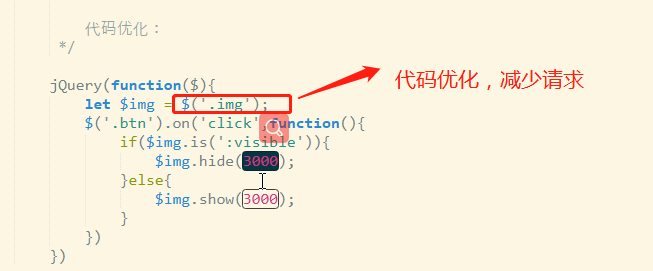 代码优化：
*/
jQuery(function($){
let $img = $('.img');
代码优化，减少请求
$('.btn').on('click',function(){
if($img.is(':visible')){
$img.hide(3000);
}else{
$img.show(3000);
}
})
})